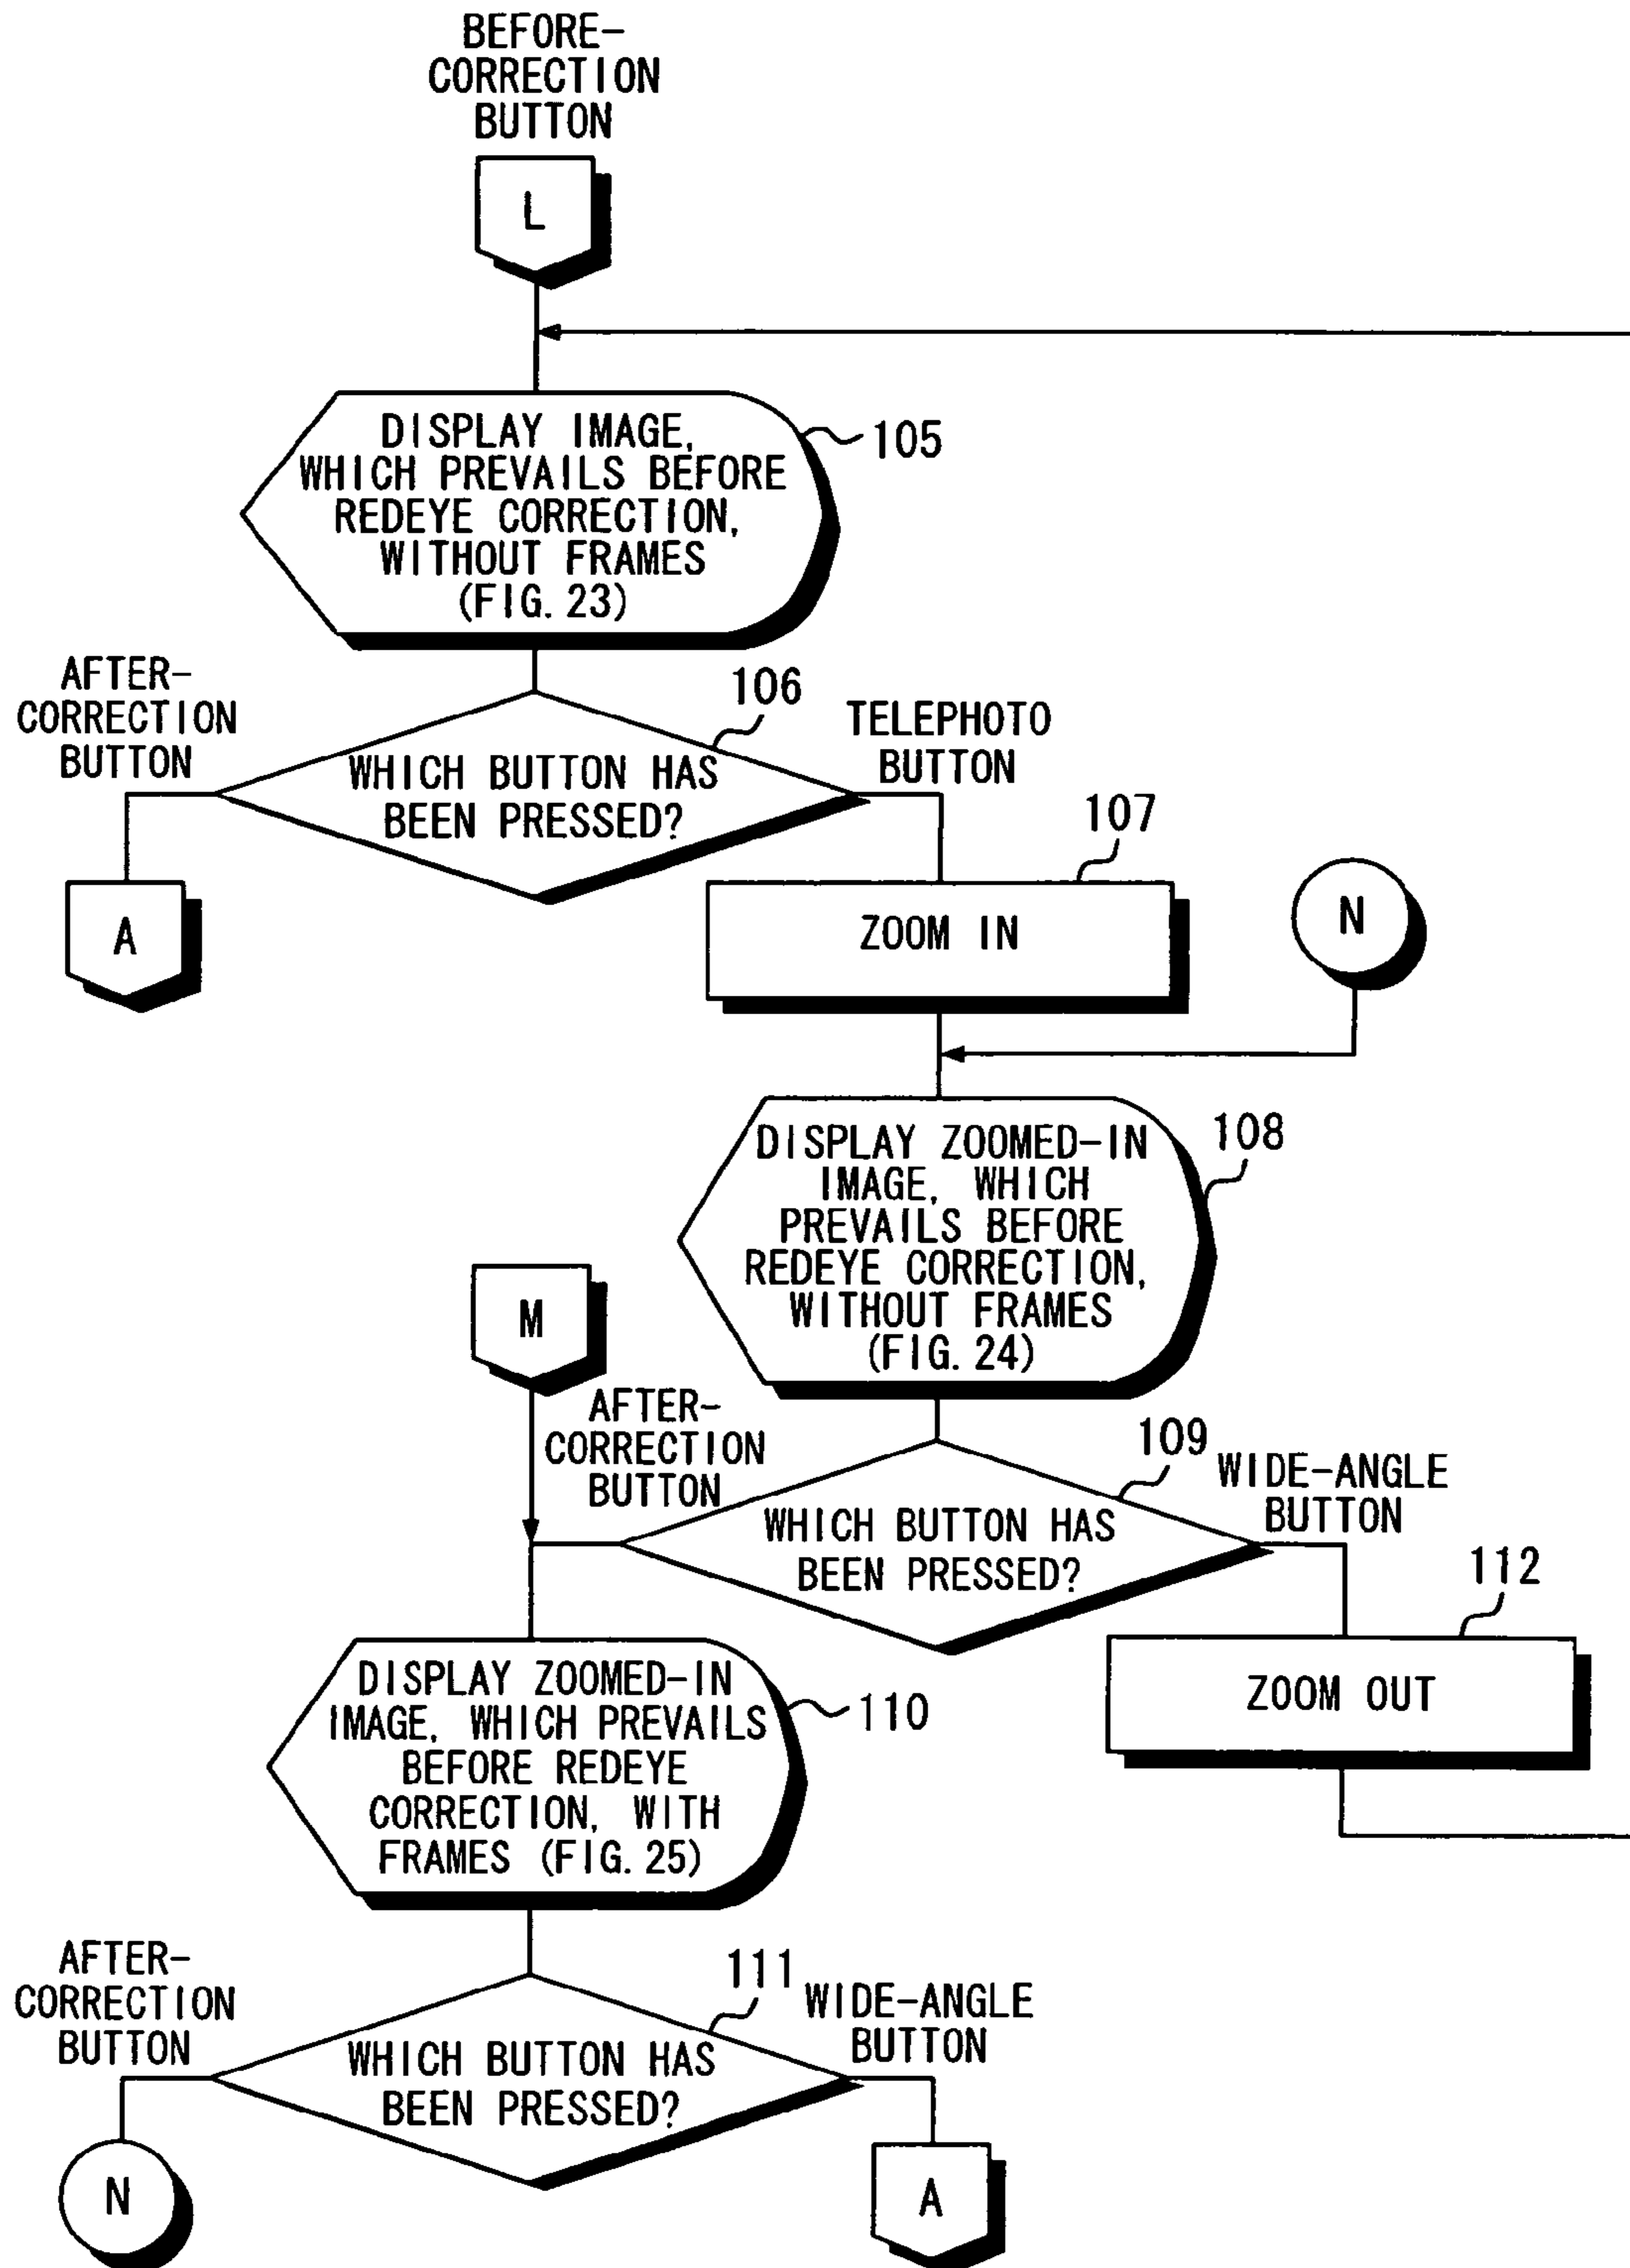 BEFORE-
CORRECTION
BUTTON
L
DISPLAY IMAGE,
WHICH PREVAILS BEFORE
REDEYE CORRECTION,
WITHOUT FRAMES
(FIG. 23)
105
AFTER-
CORRECTION
BUTTON
106
WHICH BUTTON HAS
BEEN PRESSED?
TELEPHOTO
BUTTON
A
107
ZOOM IN
N
DISPLAY ZOOMED-IN
IMAGE, WHICH
PREVAILS BEFORE
REDEYE CORRECTION,
WITHOUT FRAMES
(FIG. 24)
108
M
AFTER-
CORRECTION
BUTTON
109
WHICH BUTTON HAS
BEEN PRESSED?
WIDE-ANGLE
BUTTON
112
ZOOM OUT
DISPLAY ZOOMED-IN
IMAGE, WHICH PREVAILS
BEFORE REDEYE
CORRECTION, WITH
FRAMES (FIG. 25)
110
AFTER-
CORRECTION
BUTTON
111
WHICH BUTTON HAS
BEEN PRESSED?
WIDE-ANGLE
BUTTON
N
A